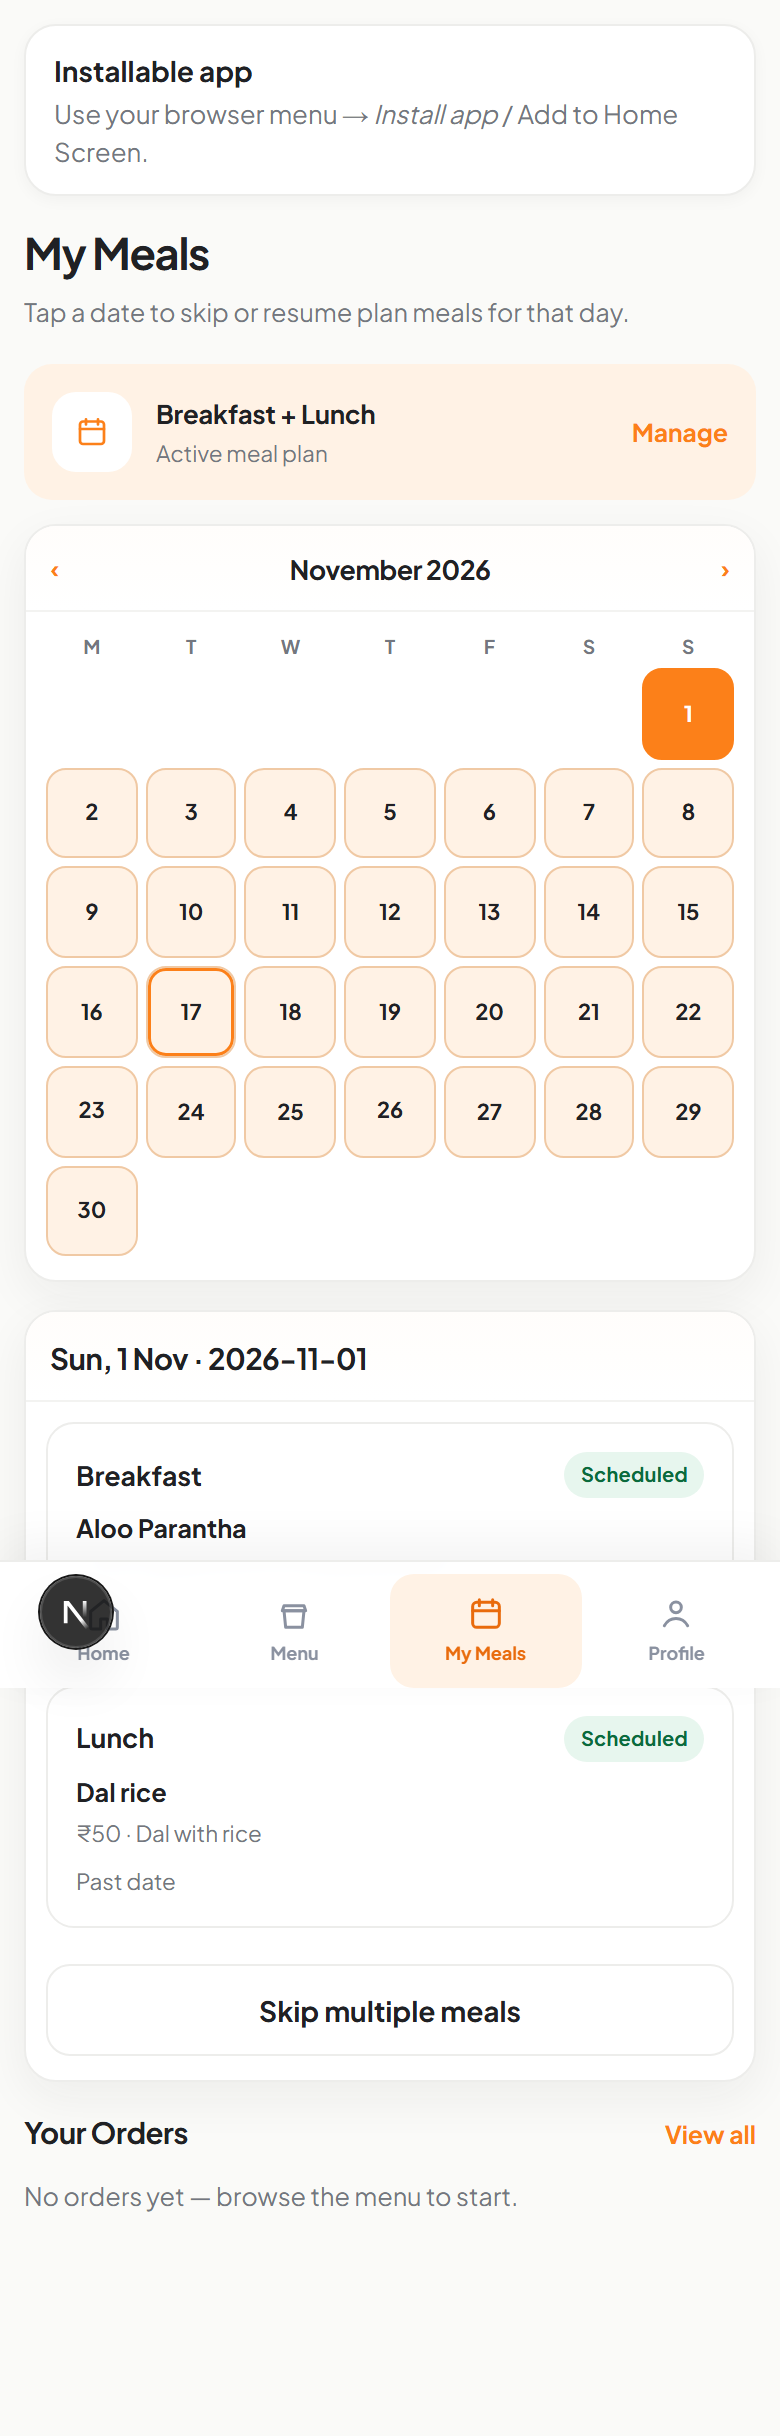 Installable app
Use your browser menu → Install app / Add to Home
Screen.
My Meals
Tap a date to skip or resume plan meals for that day.
Breakfast + Lunch
Active meal plan
Manage
‹ November 2026 ›
M T W T F S S
1
2 3 4 5 6 7 8
9 10 11 12 13 14 15
16 17 18 19 20 21 22
23 24 25 26 27 28 29
30
Sun, 1 Nov · 2026-11-01
Breakfast Scheduled
Aloo Parantha
N
Home Menu My Meals Profile
Lunch Scheduled
Dal rice
₹50 · Dal with rice
Past date
Skip multiple meals
Your Orders View all
No orders yet — browse the menu to start.